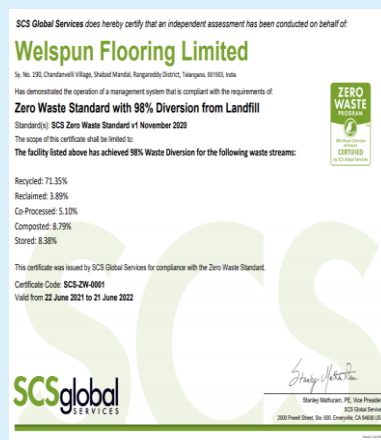 SCS Global Services does hereby certify that an independent assessment has been conducted on behalf of:
Welspun Flooring Limited
Sy. No. 190, Chandanvelli Village, Shabad Mandal, Rangareddy District, Telangana, 501503, India
Has demonstrated the operation of a management system that is compliant with the requirements of:
Zero Waste Standard with 98% Diversion from Landfill
Standard(s): SCS Zero Waste Standard v1 November 2020
The scope of this certificate shall be limited to:
The facility listed above has achieved 98% Waste Diversion for the following waste streams:
ZERO
WASTE
PROGRAM
CERTIFIED
by SCS Global Services
Recycled: 71.35%
Reclaimed: 3.89%
Co-Processed: 5.10%
Composted: 8.79%
Stored: 8.38%
This certificate was issued by SCS Global Services for compliance with the Zero Waste Standard.
Certificate Code: SCS-ZW-0001
Valid from 22 June 2021 to 21 June 2022
SCS
SCSglobal
SERVICES
Stanley Mathuram, PE, Vice President
SCS Global Service
2000 Powell Street, Ste. 600, Emeryville, CA 94608 US